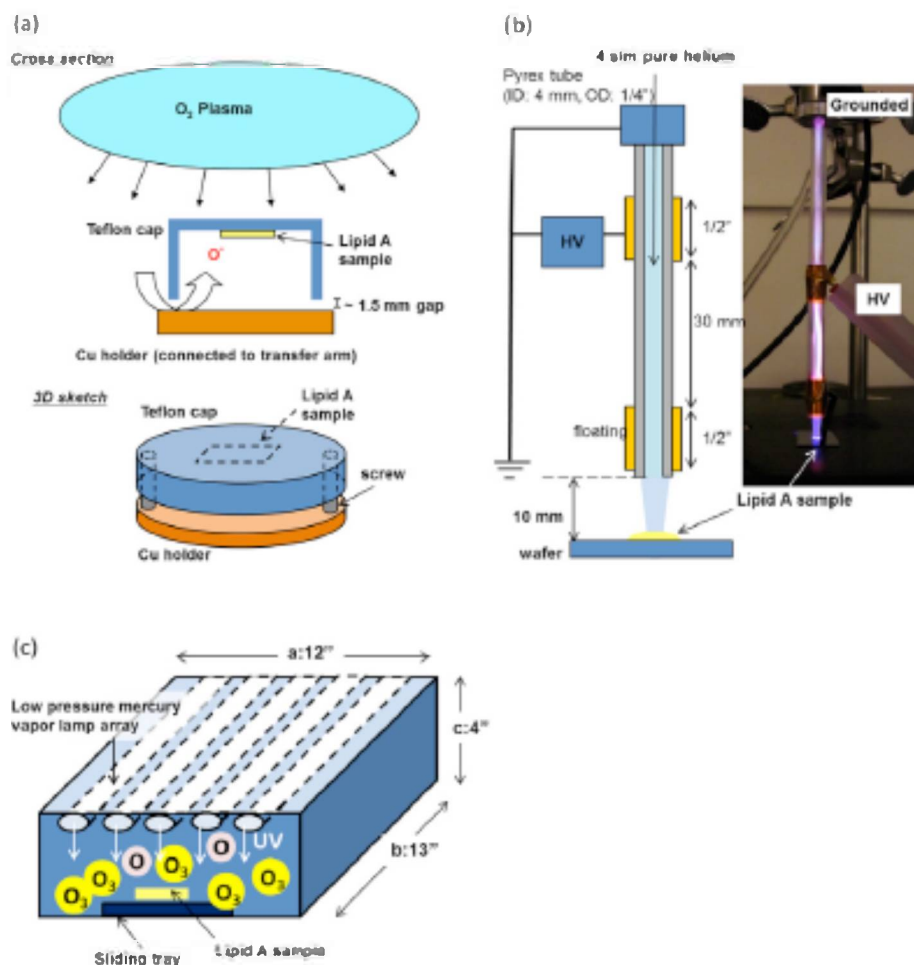 (a)
Cross section
O2 Plasma
Teflon cap
Lipid A
sample
O*
~ 1.5 mm gap
Cu holder (connected to transfer arm)
3D sketch
Teflon cap
Lipid A
sample
screw
Cu holder
(b)
4 slm pure helium
Pyrex tube
(ID: 4 mm, OD: 1/4")
HV
1/2"
30 mm
floating
1/2"
10 mm
wafer
Lipid A sample
Grounded
HV
(c)
a:12"
Low pressure mercury
vapor lamp array
c:4"
b:13"
UV
O
O
O3
O3
O3
O3
O3
Sliding tray
Lipid A sample